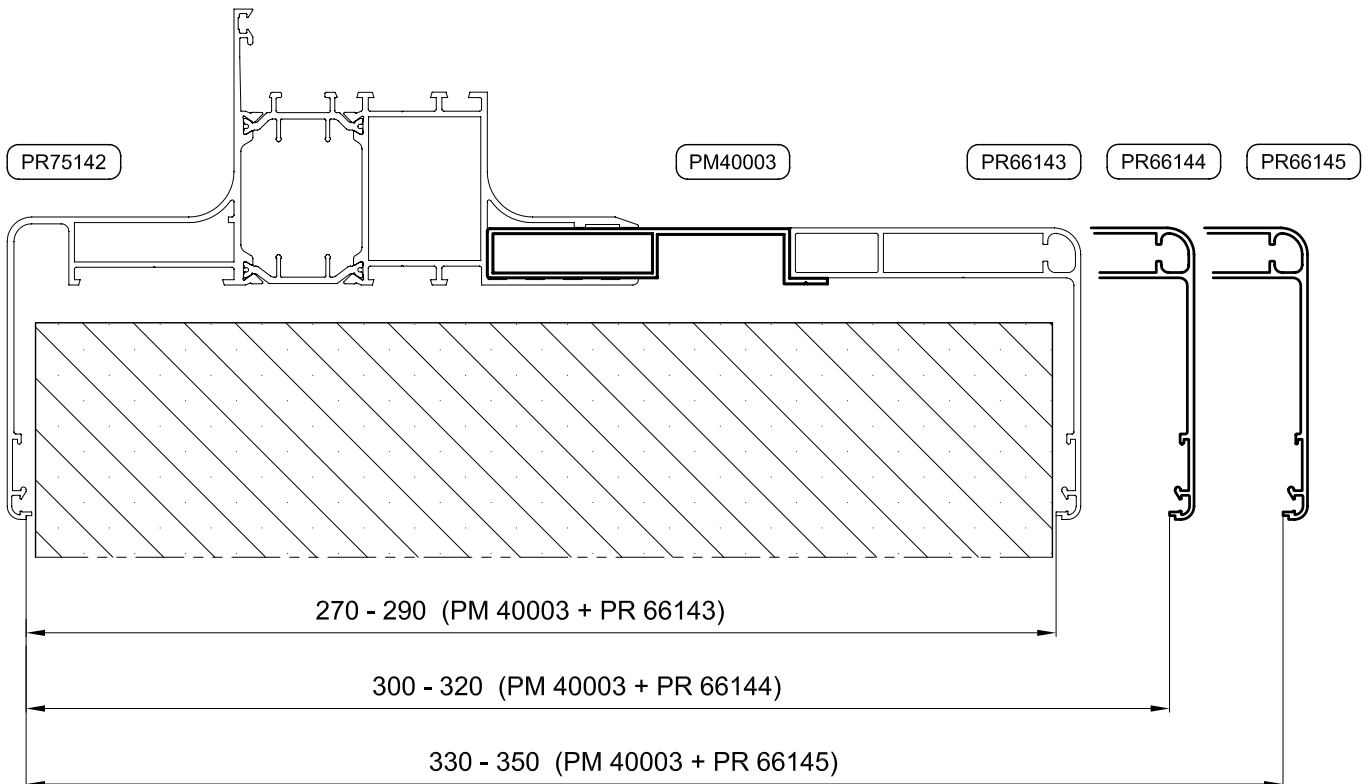 PR75142
PM40003
PR66143
PR66144
PR66145
270 - 290 (PM 40003 + PR 66143)
300 - 320 (PM 40003 + PR 66144)
330 - 350 (PM 40003 + PR 66145)